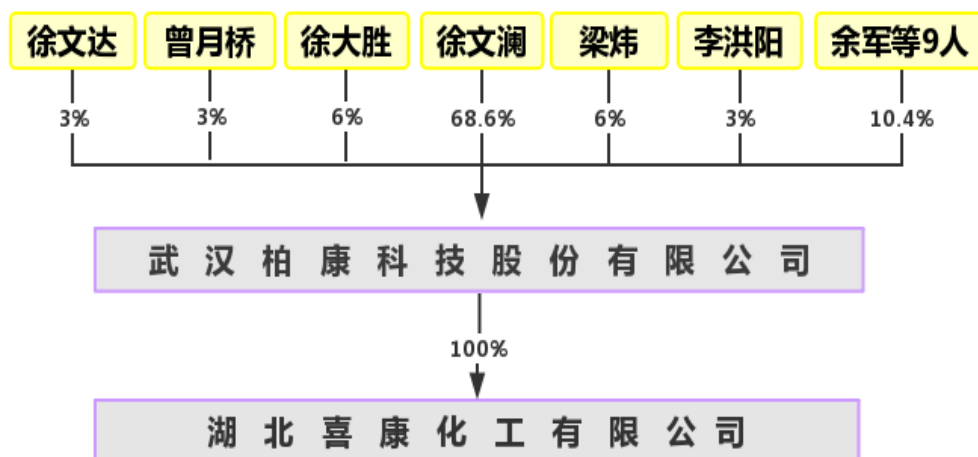 徐文达 曾月桥 徐大胜 徐文澜 梁炜 李洪阳 余军等9人
3% 3% 6% 68.6% 6% 3% 10.4%
武汉柏康科技股份有限公司
100%
湖北喜康化工有限公司